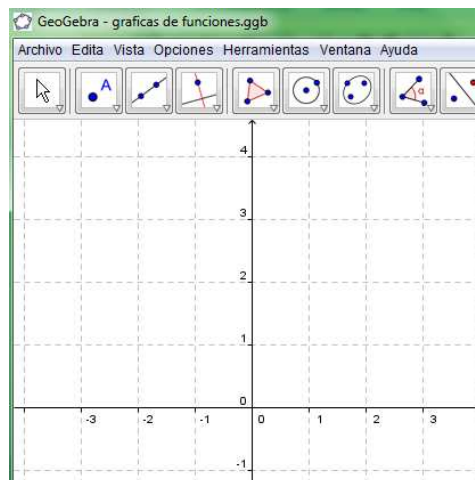 GeoGebra - graficas de funciones.ggb
Archivo Edita Vista Opciones Herramientas Ventana Ayuda
A α
4
3
2
1
0
-3 -2 -1 0 1 2 3
-1